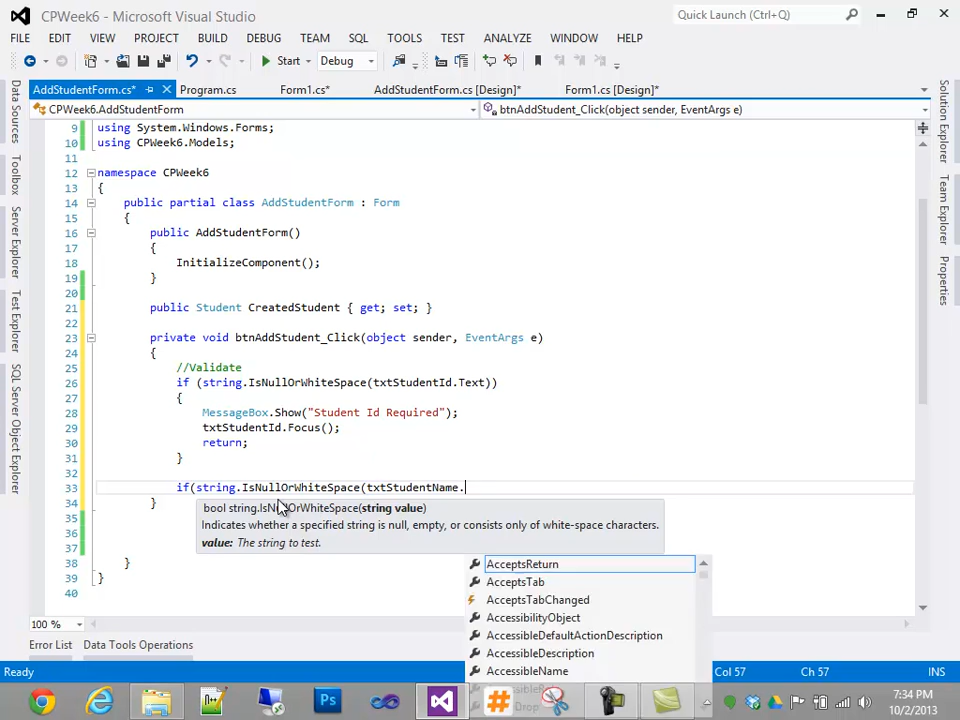 CPWeek6 - Microsoft Visual Studio
Quick Launch (Ctrl+Q)
FILE EDIT VIEW PROJECT BUILD DEBUG TEAM SQL TOOLS TEST ANALYZE WINDOW HELP
Start Debug
AddStudentForm.cs* Program.cs Form1.cs* AddStudentForm.cs [Design]* Form1.cs [Design]*
CPWeek6.AddStudentForm btnAddStudent_Click(object sender, EventArgs e)
Data Sources
Toolbox
Server Explorer
Test Explorer
SQL Server Object Explorer
9 using System.Windows.Forms;
10 using CPWeek6.Models;
11
12 namespace CPWeek6
13 {
14 public partial class AddStudentForm : Form
15 {
16 public AddStudentForm()
17 {
18 InitializeComponent();
19 }
20
21 public Student CreatedStudent { get; set; }
22
23 private void btnAddStudent_Click(object sender, EventArgs e)
24 {
25 //Validate
26 if (string.IsNullOrWhiteSpace(txtStudentId.Text))
27 {
28 MessageBox.Show("Student Id Required");
29 txtStudentId.Focus();
30 return;
31 }
32
33 if(string.IsNullOrWhiteSpace(txtStudentName.
34 }
35
36
37
38 }
39 }
40
bool string.IsNullOrWhiteSpace(string value)
Indicates whether a specified string is null, empty, or consists only of white-space characters.
value: The string to test.
AcceptsReturn
AcceptsTab
AcceptsTabChanged
AccessibilityObject
AccessibleDefaultActionDescription
AccessibleDescription
AccessibleName
Solution Explorer
Team Explorer
Properties
100 %
Error List Data Tools Operations
Ready Col 57 Ch 57 INS
Drop
Ps
7:34 PM
10/2/2013